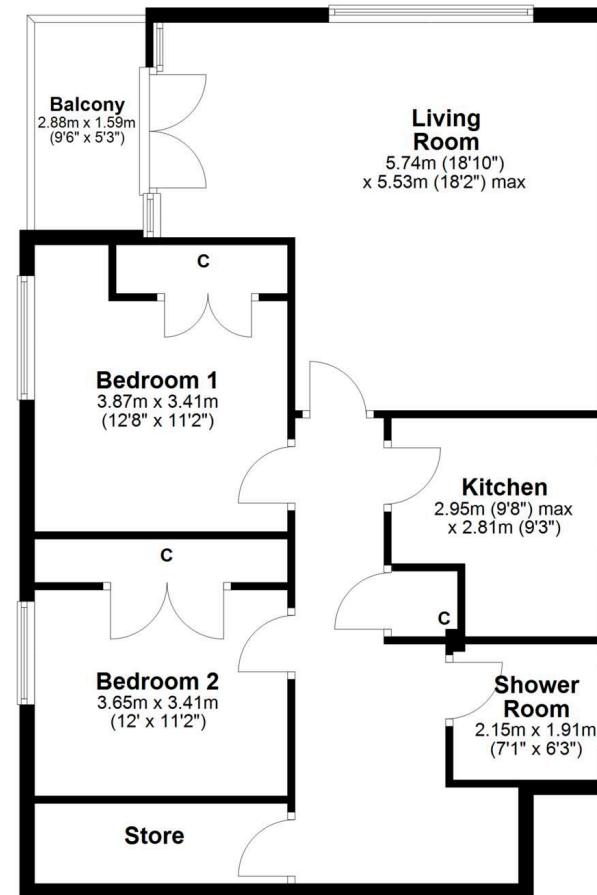 Balcony
2.88m x 1.59m
(9'6" x 5'3")
Living
Room
5.74m (18'10")
x 5.53m (18'2") max
C
Bedroom 1
3.87m x 3.41m
(12'8" x 11'2")
Kitchen
2.95m (9'8") max
x 2.81m (9'3")
C
C
Bedroom 2
3.65m x 3.41m
(12' x 11'2")
Shower
Room
2.15m x 1.91m
(7'1" x 6'3")
Store